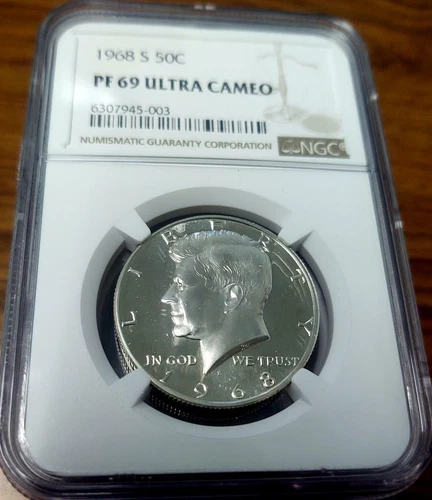 1968 S 50C
PF 69 ULTRA CAMEO
6307945-003
NUMISMATIC GUARANTY CORPORATION
NGC
LIBERTY
IN GOD WE TRUST
1968